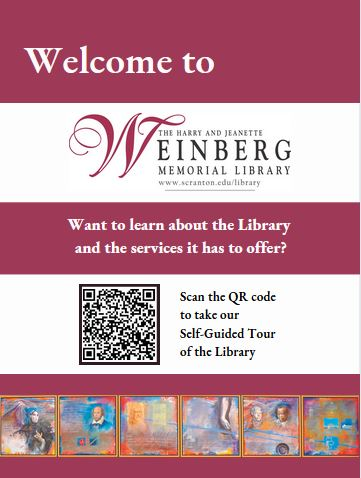 Welcome to
THE HARRY AND JEANETTE
WEINBERG
MEMORIAL LIBRARY
www.scranton.edu/library
Want to learn about the Library
and the services it has to offer?
Scan the QR code
to take our
Self-Guided Tour
of the Library